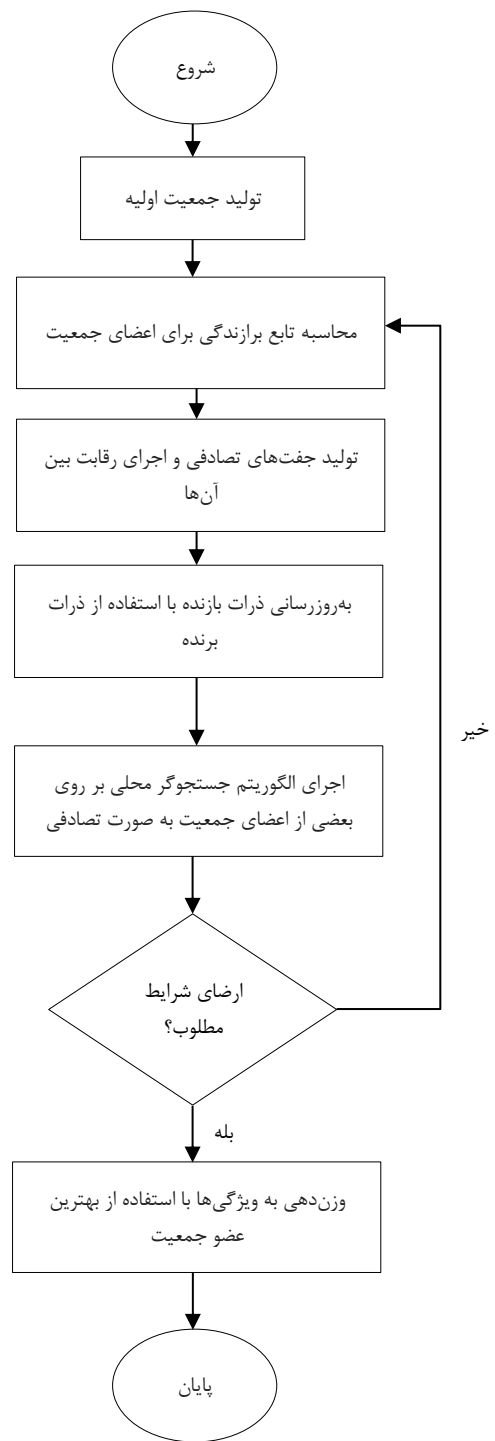 شروع
تولید جمعیت اولیه
محاسبه تابع برازندگی برای اعضای جمعیت
تولید جفت‌های تصادفی و اجرای رقابت بین
آن‌ها
به‌روزرسانی ذرات بازنده با استفاده از ذرات
برنده
خیر
اجرای الگوریتم جستجوگر محلی بر روی
بعضی از اعضای جمعیت به صورت تصادفی
ارضای شرایط
مطلوب؟
بله
وزن‌دهی به ویژگی‌ها با استفاده از بهترین
عضو جمعیت
پایان